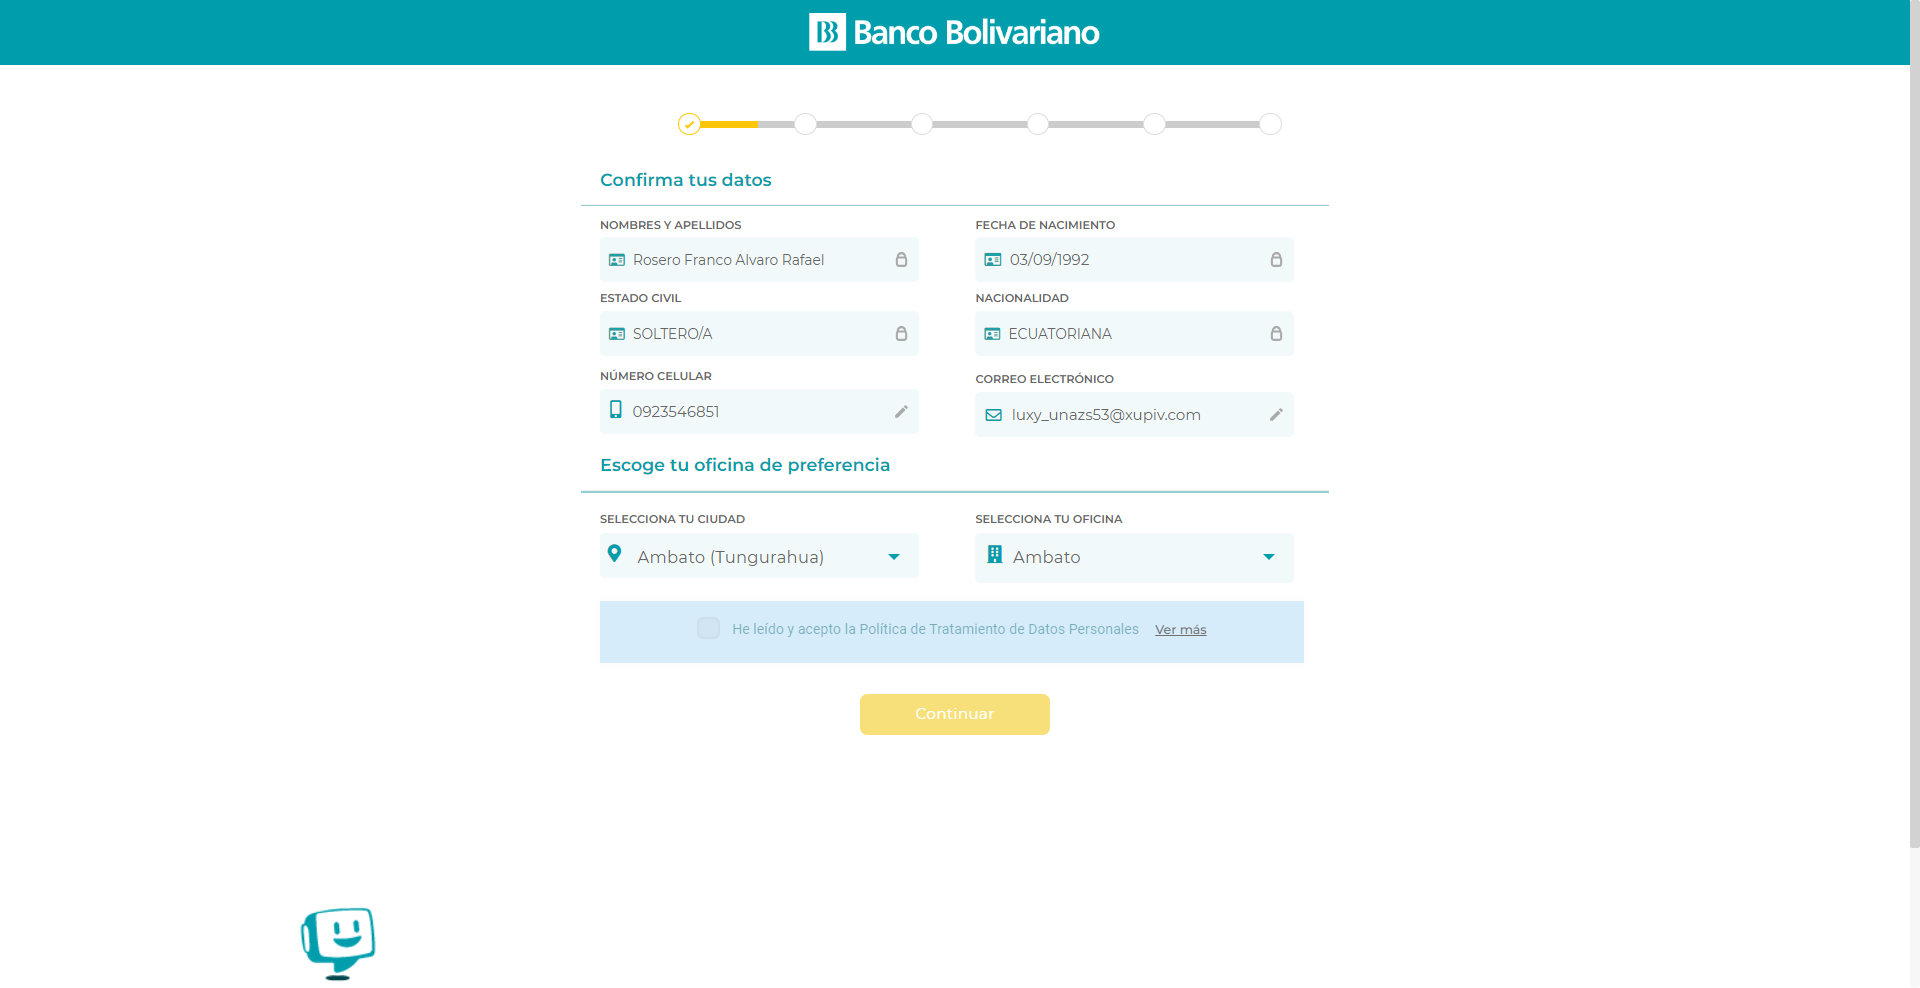 Banco Bolivariano
Confirma tus datos
NOMBRES Y APELLIDOS
Rosero Franco Alvaro Rafael
FECHA DE NACIMIENTO
03/09/1992
ESTADO CIVIL
SOLTERO/A
NACIONALIDAD
ECUATORIANA
NÚMERO CELULAR
0923546851
CORREO ELECTRÓNICO
luxy_unazs53@xupiv.com
Escoge tu oficina de preferencia
SELECCIONA TU CIUDAD
Ambato (Tungurahua)
SELECCIONA TU OFICINA
Ambato
He leído y acepto la Política de Tratamiento de Datos Personales Ver más
Continuar